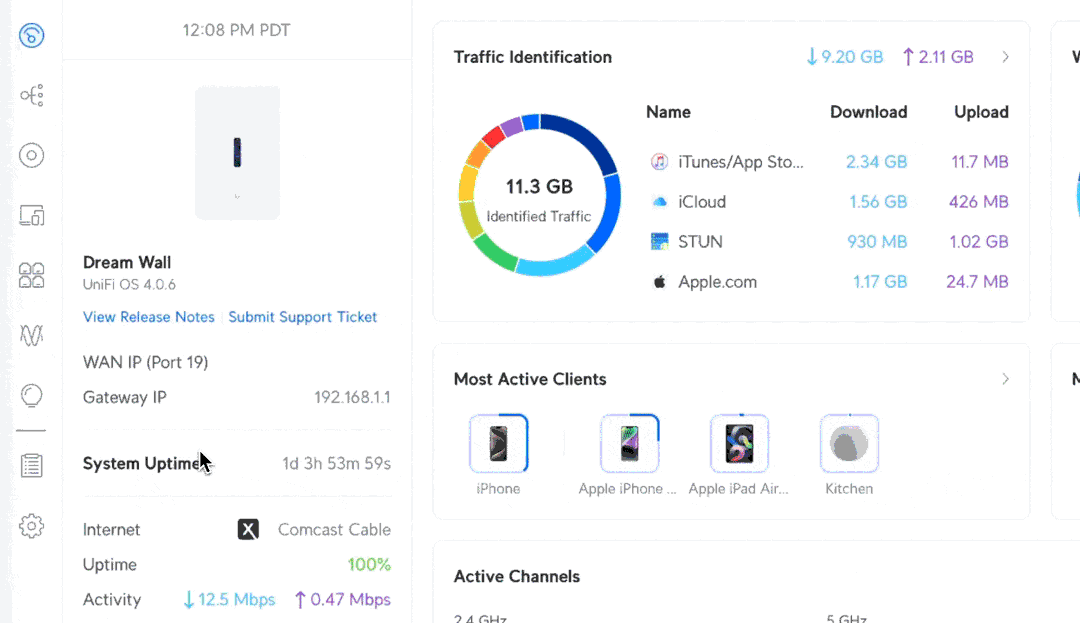 12:08 PM PDT
Dream Wall
UniFi OS 4.0.6
View Release Notes Submit Support Ticket
WAN IP (Port 19)
Gateway IP 192.168.1.1
System Uptime 1d 3h 53m 59s
Internet Comcast Cable
Uptime 100%
Activity ↓12.5 Mbps ↑0.47 Mbps
Traffic Identification ↓9.20 GB ↑2.11 GB
11.3 GB
Identified Traffic
Name Download Upload
iTunes/App Sto... 2.34 GB 11.7 MB
iCloud 1.56 GB 426 MB
STUN 930 MB 1.02 GB
Apple.com 1.17 GB 24.7 MB
Most Active Clients
iPhone Apple iPhone ... Apple iPad Air... Kitchen
Active Channels
2.4 GHz 5 GHz